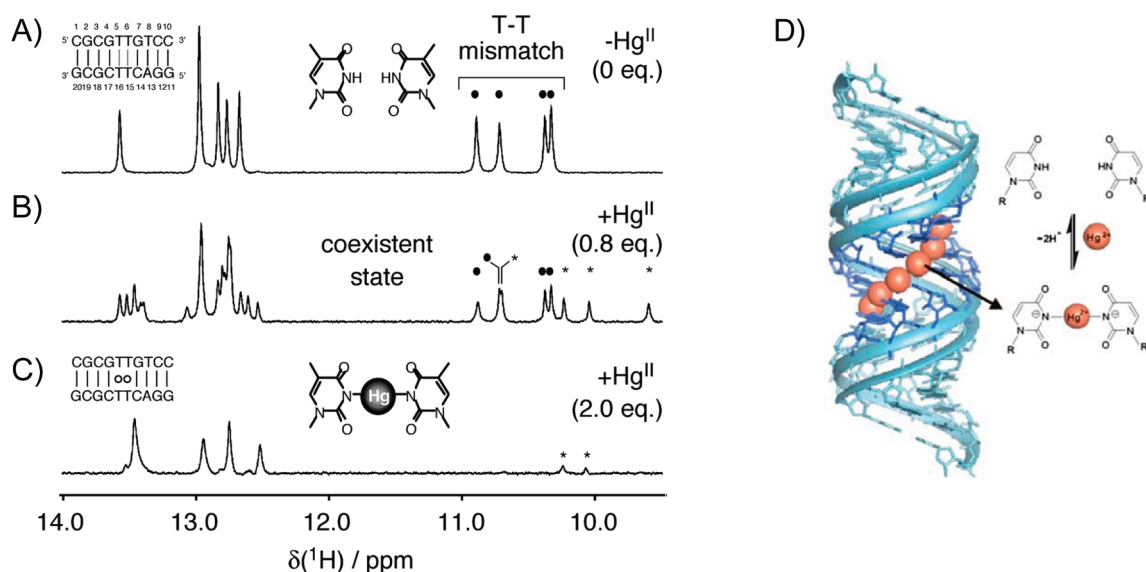 A)
1 2 3 4 5 6 7 8 9 10
5' CGCGTTGTCC 3'
3' GCGCTTCAGG 5'
20 19 18 17 16 15 14 13 12 11
O
NH
N
O
O
HN
N
O
T-T
mismatch
-Hg^II
(0 eq.)
B)
coexistent
state
+Hg^II
(0.8 eq.)
*
* * *
C)
CGCGTTGTCC
oo
GCGCTTCAGG
O
N
N
O
Hg
O
N
N
O
+Hg^II
(2.0 eq.)
* *
14.0 13.0 12.0 11.0 10.0
δ(¹H) / ppm
D)
O
NH
N
O
R
O
HN
N
O
R
-2H⁺
Hg²⁺
O
N
N
O
R
Hg²⁺
O
N
N
O
R